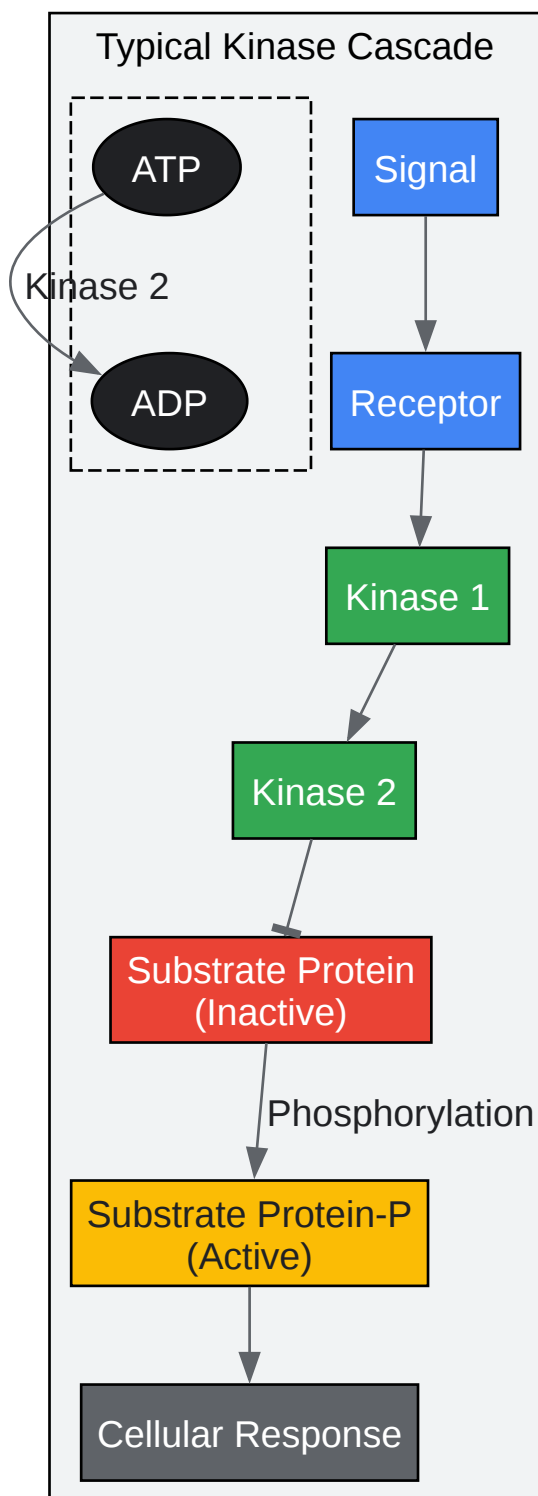 Typical Kinase Cascade
ATP
Signal
Kinase 2
ADP
Receptor
Kinase 1
Kinase 2
Substrate Protein
(Inactive)
Phosphorylation
Substrate Protein-P
(Active)
Cellular Response